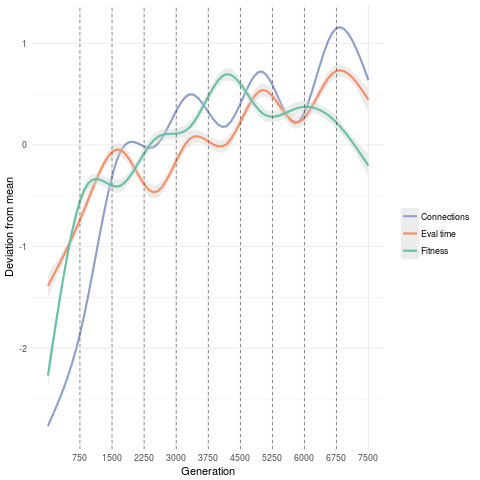 Deviation from mean
1
0
-1
-2
750 1500 2250 3000 3750 4500 5250 6000 6750 7500
Generation
Connections
Eval time
Fitness